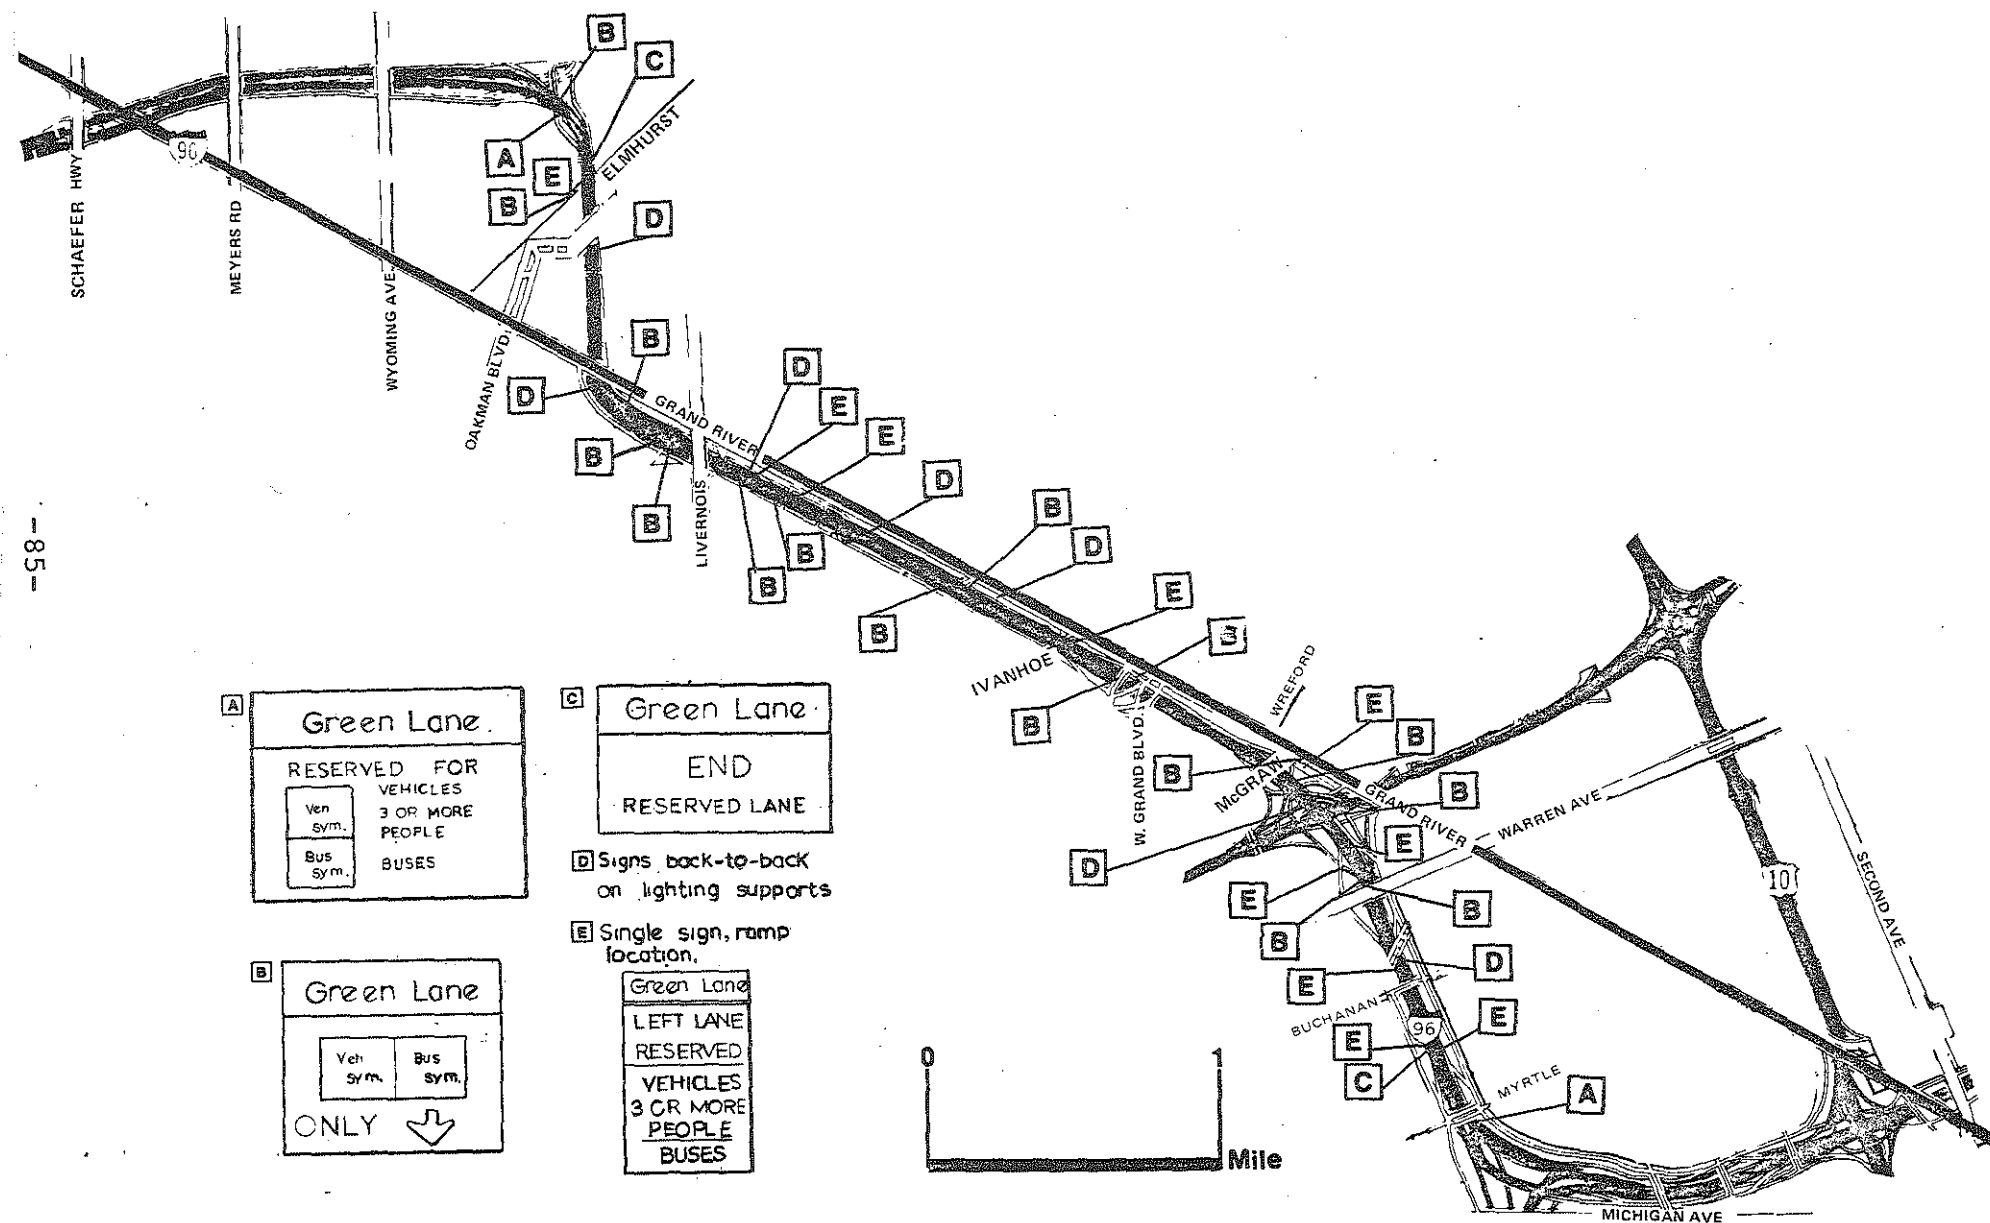 B
C
ELMHURST
A
E
B
D
96
SCHAEFER HWY
MEYERS RD
WYOMING AVE
OAKMAN BLVD.
B
D
D
GRAND RIVER
E
E
B
B
LIVERNOIS
D
B
B
B
D
B
E
B
IVANHOE
B
W. GRAND BLVD.
WREFORD
E
B
B
McGRAW
B
GRAND RIVER
WARREN AVE
D
E
E
B
B
10
SECOND AVE
D
E
BUCHANAN
96
E
E
C
MYRTLE
A
MICHIGAN AVE
-85-
A
Green Lane.
RESERVED FOR
VEHICLES
3 OR MORE
PEOPLE
BUSES
Veh
sym.
Bus
Sym.
B
Green Lane
Veh
sym.
Bus
sym.
ONLY
C
Green Lane
END
RESERVED LANE
D Signs back-to-back
on lighting supports
E Single sign, ramp
location.
Green Lane
LEFT LANE
RESERVED
VEHICLES
3 OR MORE
PEOPLE
BUSES
0 1
Mile